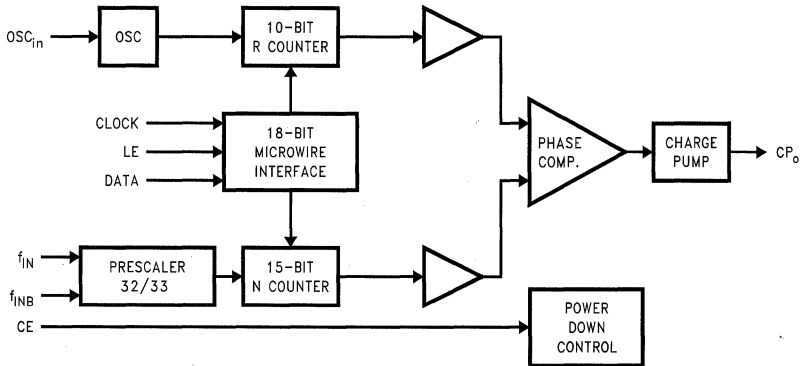 OSCin
OSC
10-BIT
R COUNTER
CLOCK
LE
DATA
18-BIT
MICROWIRE
INTERFACE
PHASE
COMP.
CHARGE
PUMP
CPo
fIN
fINB
PRESCALER
32/33
15-BIT
N COUNTER
CE
POWER
DOWN
CONTROL